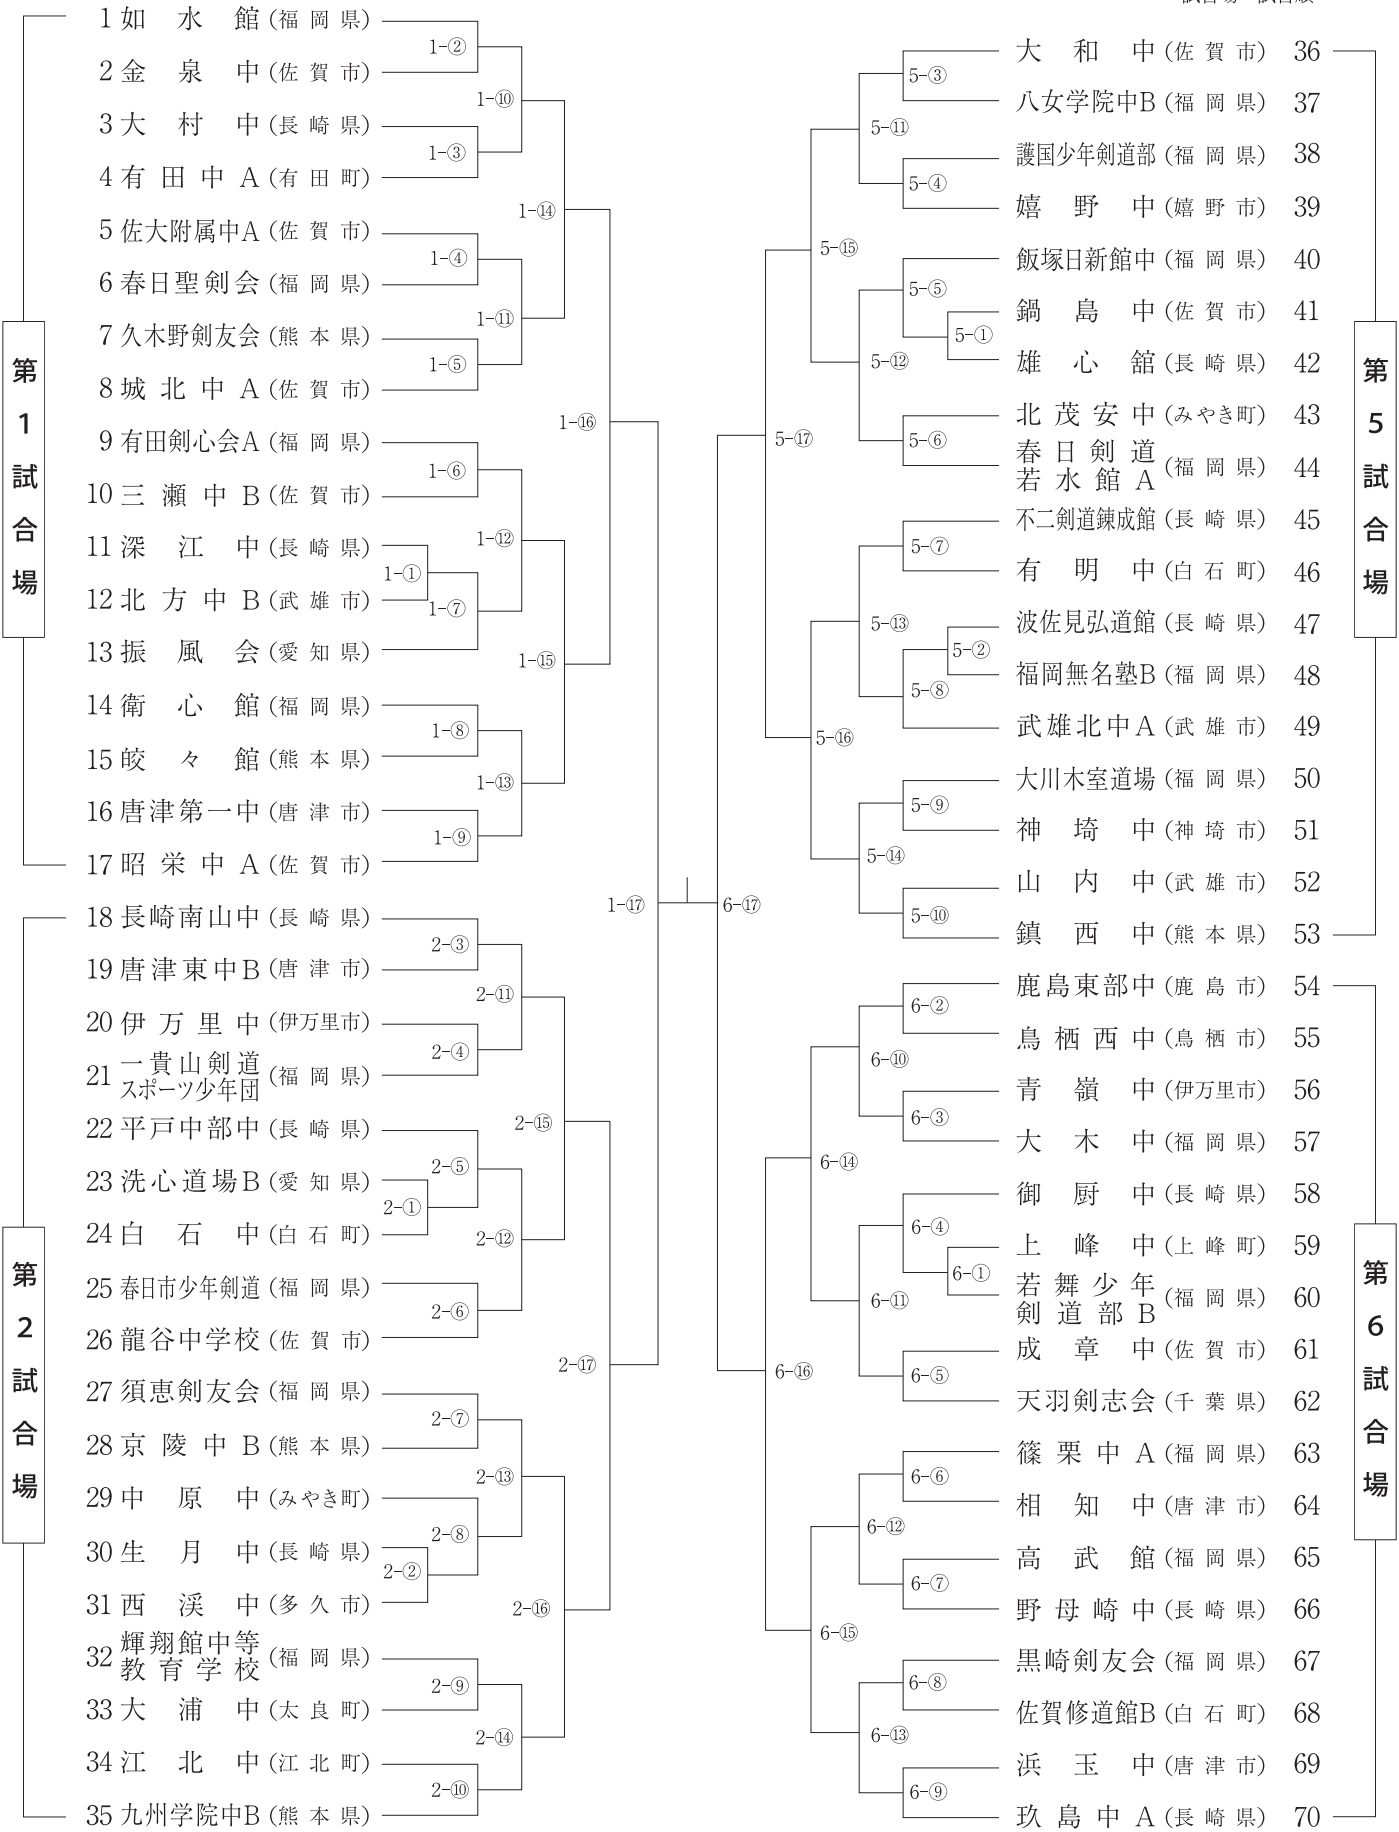 1 如水館 (福岡県)
2 金泉中 (佐賀市)
3 大村中 (長崎県)
4 有田中A (有田町)
5 佐大附属中A (佐賀市)
6 春日聖剣会 (福岡県)
7 久木野剣友会 (熊本県)
8 城北中A (佐賀市)
9 有田剣心会A (福岡県)
10 三瀬中B (佐賀市)
11 深江中 (長崎県)
12 北方中B (武雄市)
13 振風会 (愛知県)
14 衛心館 (福岡県)
15 皎々館 (熊本県)
16 唐津第一中 (唐津市)
17 昭栄中A (佐賀市)
第1試合場
1-②
1-③
1-④
1-⑤
1-⑥
1-①
1-⑦
1-⑧
1-⑨
1-⑩
1-⑪
1-⑫
1-⑬
1-⑭
1-⑮
1-⑯
1-⑰
18 長崎南山中 (長崎県)
19 唐津東中B (唐津市)
20 伊万里中 (伊万里市)
21 一貴山剣道
スポーツ少年団 (福岡県)
22 平戸中部中 (長崎県)
23 洗心道場B (愛知県)
24 白石中 (白石町)
25 春日市少年剣道 (福岡県)
26 龍谷中学校 (佐賀市)
27 須恵剣友会 (福岡県)
28 京陵中B (熊本県)
29 中原中 (みやき町)
30 生月中 (長崎県)
31 西渓中 (多久市)
32 輝翔館中等
教育学校 (福岡県)
33 大浦中 (太良町)
34 江北中 (江北町)
35 九州学院中B (熊本県)
第2試合場
2-③
2-④
2-⑤
2-①
2-⑥
2-⑦
2-⑧
2-②
2-⑨
2-⑩
2-⑪
2-⑫
2-⑬
2-⑭
2-⑮
2-⑯
2-⑰
大和中 (佐賀市) 36
八女学院中B (福岡県) 37
護国少年剣道部 (福岡県) 38
嬉野中 (嬉野市) 39
飯塚日新館中 (福岡県) 40
鍋島中 (佐賀市) 41
雄心舘 (長崎県) 42
北茂安中 (みやき町) 43
春日剣道
若水館A (福岡県) 44
不二剣道錬成館 (長崎県) 45
有明中 (白石町) 46
波佐見弘道館 (長崎県) 47
福岡無名塾B (福岡県) 48
武雄北中A (武雄市) 49
大川木室道場 (福岡県) 50
神埼中 (神埼市) 51
山内中 (武雄市) 52
鎮西中 (熊本県) 53
第5試合場
5-③
5-④
5-⑤
5-①
5-⑥
5-⑦
5-②
5-⑧
5-⑨
5-⑩
5-⑪
5-⑫
5-⑬
5-⑭
5-⑮
5-⑯
5-⑰
鹿島東部中 (鹿島市) 54
鳥栖西中 (鳥栖市) 55
青嶺中 (伊万里市) 56
大木中 (福岡県) 57
御厨中 (長崎県) 58
上峰中 (上峰町) 59
若舞少年
剣道部B (福岡県) 60
成章中 (佐賀市) 61
天羽剣志会 (千葉県) 62
篠栗中A (福岡県) 63
相知中 (唐津市) 64
高武館 (福岡県) 65
野母崎中 (長崎県) 66
黒崎剣友会 (福岡県) 67
佐賀修道館B (白石町) 68
浜玉中 (唐津市) 69
玖島中A (長崎県) 70
第6試合場
6-②
6-③
6-④
6-①
6-⑤
6-⑥
6-⑦
6-⑧
6-⑨
6-⑩
6-⑪
6-⑫
6-⑬
6-⑭
6-⑮
6-⑯
6-⑰